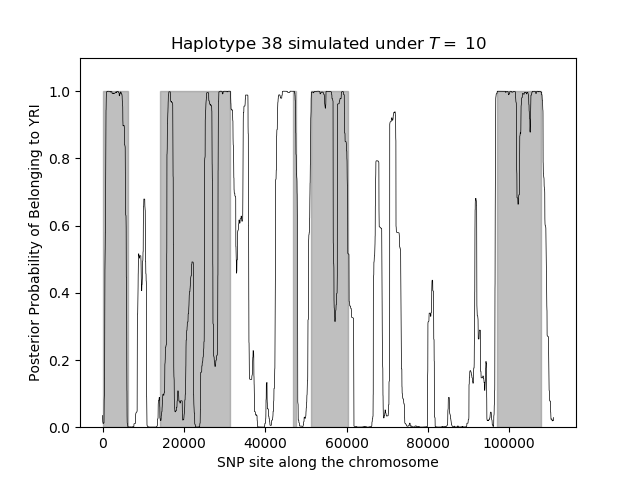 Haplotype 38 simulated under T = 10
Posterior Probability of Belonging to YRI
1.0
0.8
0.6
0.4
0.2
0.0
0 20000 40000 60000 80000 100000
SNP site along the chromosome